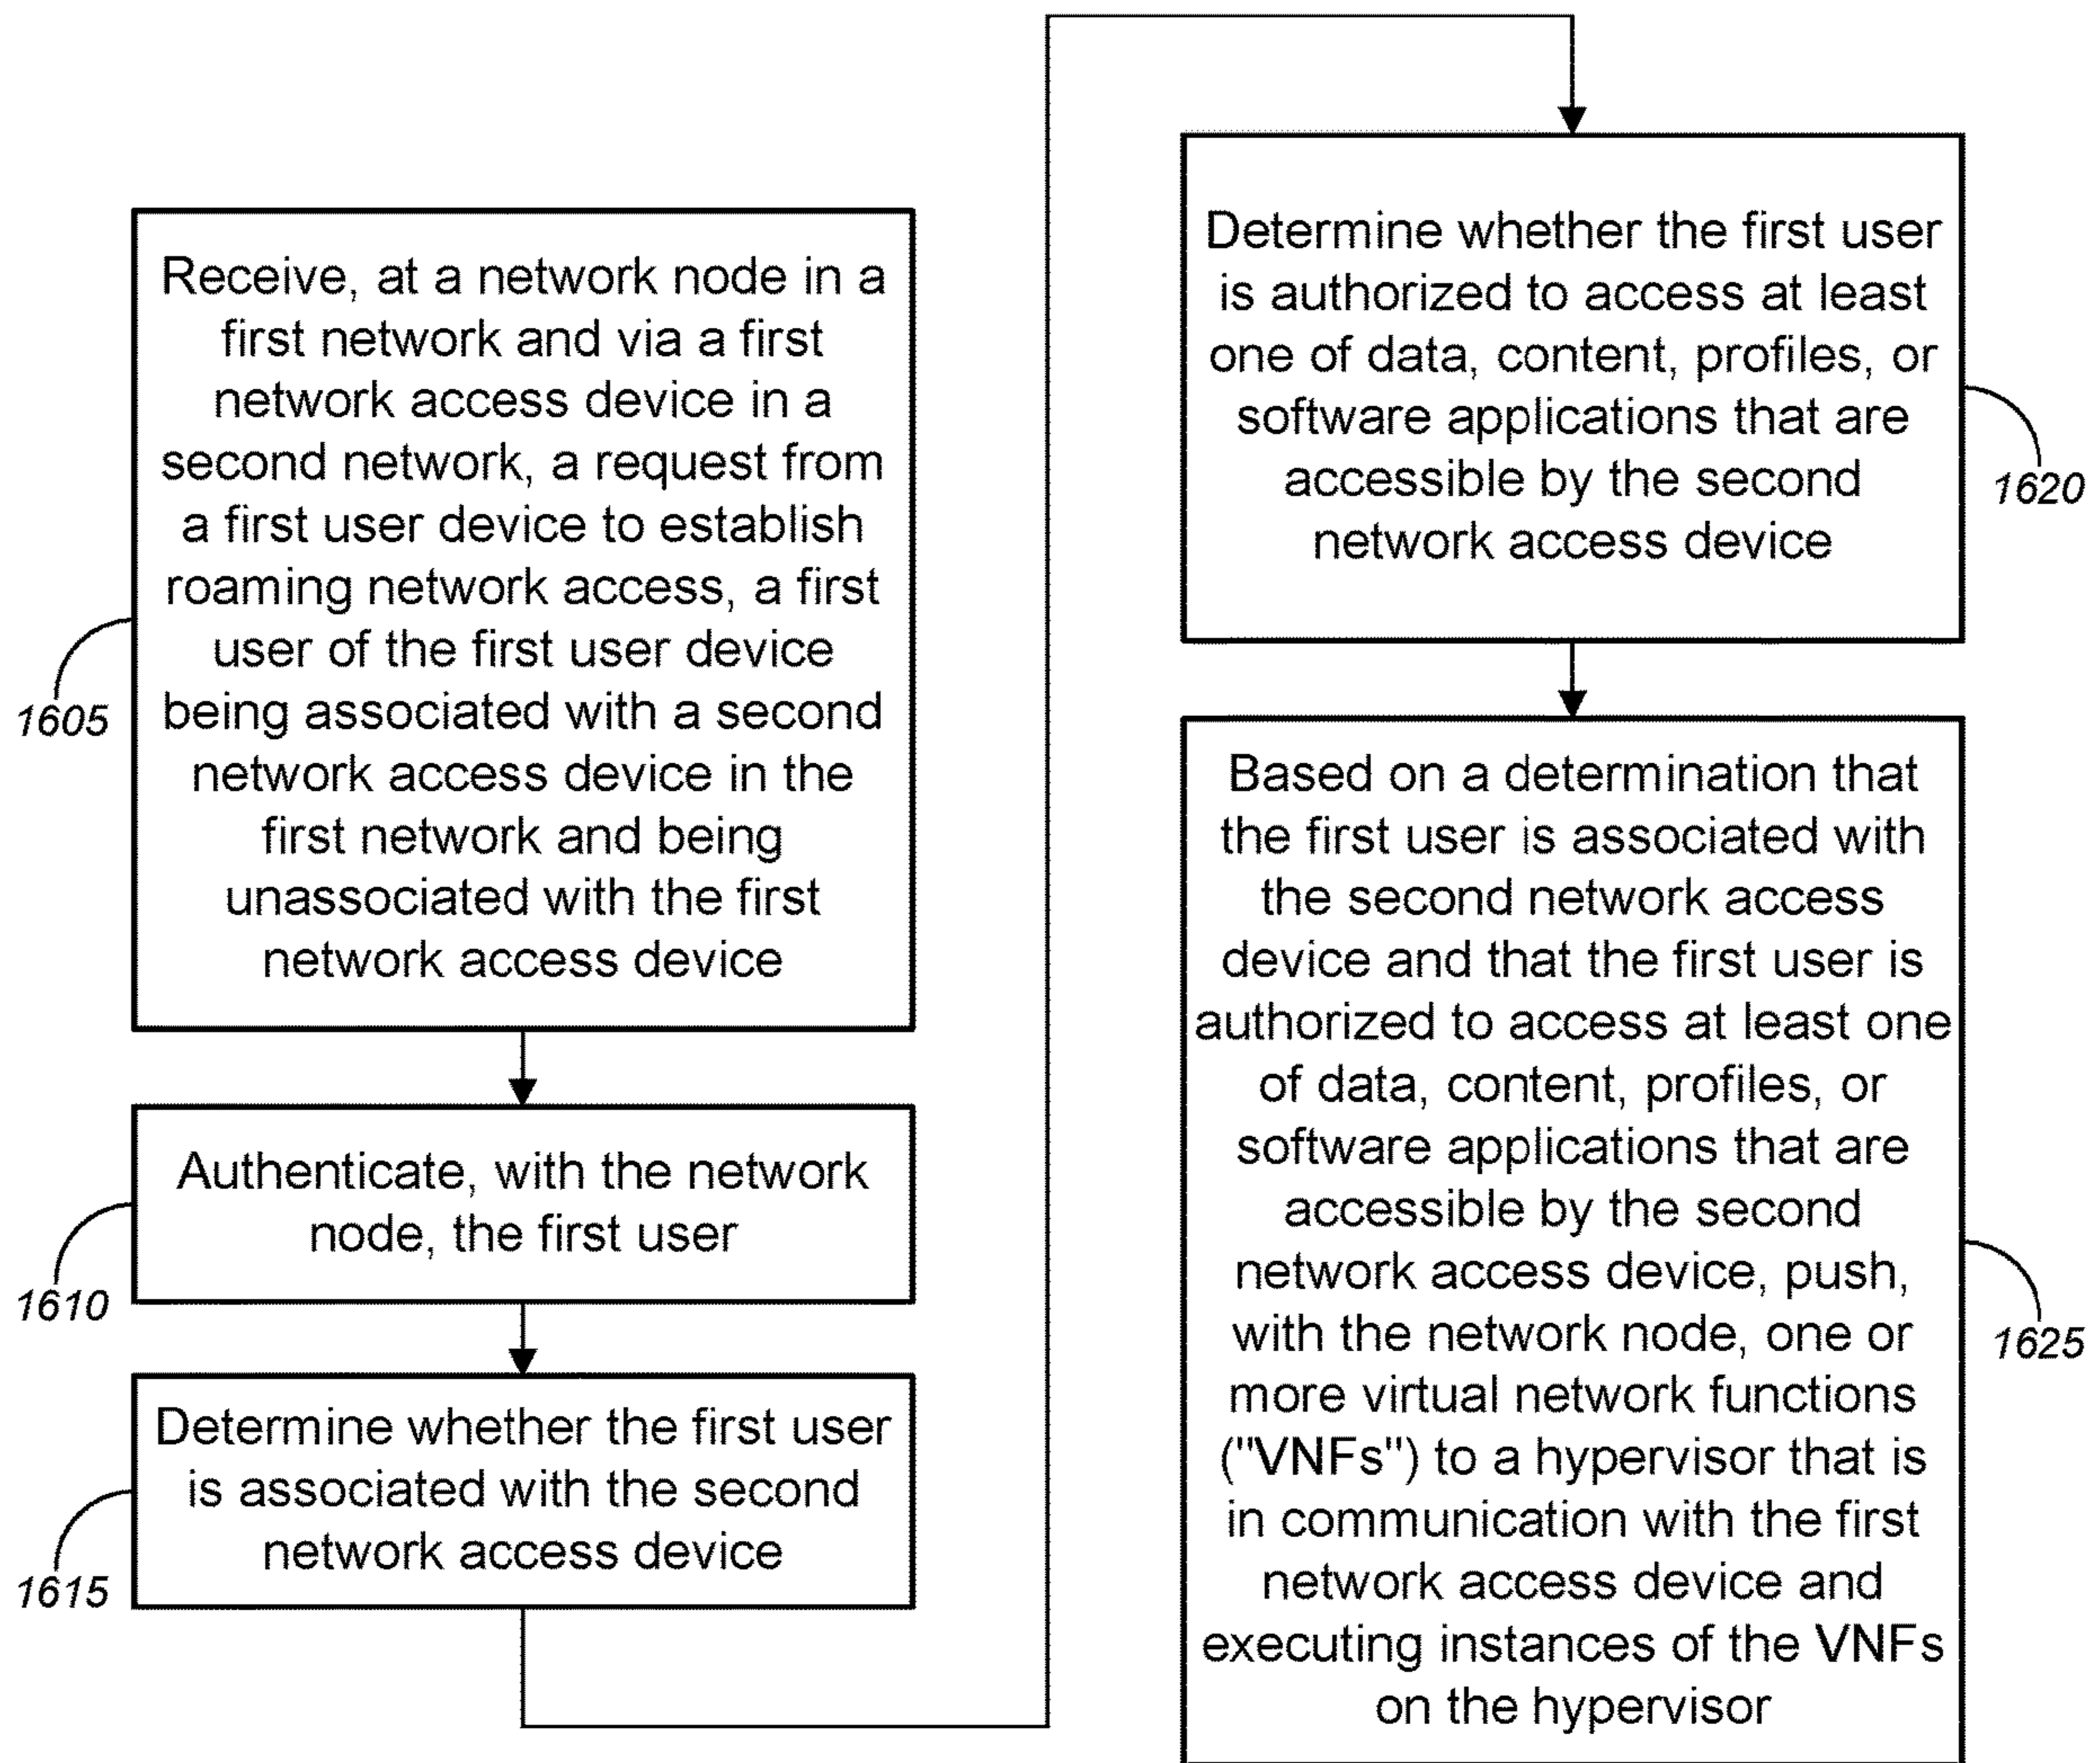 Receive, at a network node in a
first network and via a first
network access device in a
second network, a request from
a first user device to establish
roaming network access, a first
user of the first user device
being associated with a second
network access device in the
first network and being
unassociated with the first
network access device
1605
Authenticate, with the network
node, the first user
1610
Determine whether the first user
is associated with the second
network access device
1615
Determine whether the first user
is authorized to access at least
one of data, content, profiles, or
software applications that are
accessible by the second
network access device
1620
Based on a determination that
the first user is associated with
the second network access
device and that the first user is
authorized to access at least one
of data, content, profiles, or
software applications that are
accessible by the second
network access device, push,
with the network node, one or
more virtual network functions
("VNFs") to a hypervisor that is
in communication with the first
network access device and
executing instances of the VNFs
on the hypervisor
1625